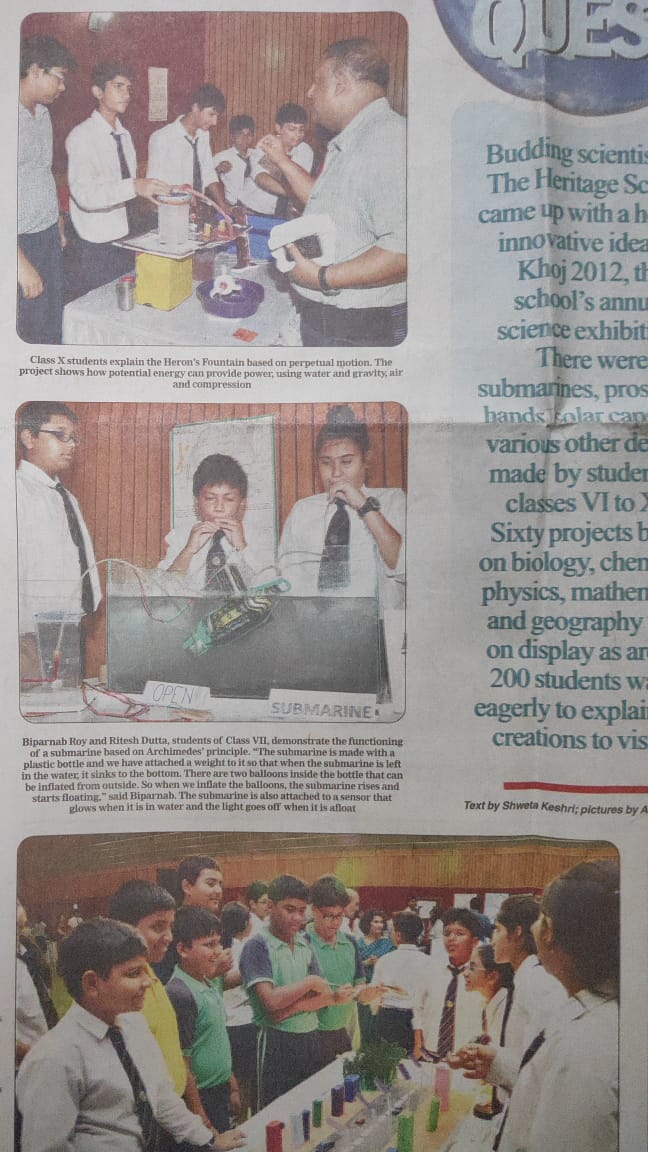 QUES
Class X students explain the Heron's Fountain based on perpetual motion. The
project shows how potential energy can provide power, using water and gravity, air
and compression
OPEN
SUBMARINE
Biparnab Roy and Ritesh Dutta, students of Class VII, demonstrate the functioning
of a submarine based on Archimedes' principle. "The submarine is made with a
plastic bottle and we have attached a weight to it so that when the submarine is left
in the water, it sinks to the bottom. There are two balloons inside the bottle that can
be inflated from outside. So when we inflate the balloons, the submarine rises and
starts floating," said Biparnab. The submarine is also attached to a sensor that
glows when it is in water and the light goes off when it is afloat
Budding scientis
The Heritage Sc
came up with a h
innovative idea
Khoj 2012, th
school's annu
science exhibit
There were
submarines, pros
hands, solar cap
various other de
made by studen
classes VI to X
Sixty projects b
on biology, chem
physics, mathem
and geography
on display as aro
200 students wa
eagerly to explai
creations to vis
Text by Shweta Keshri; pictures by A